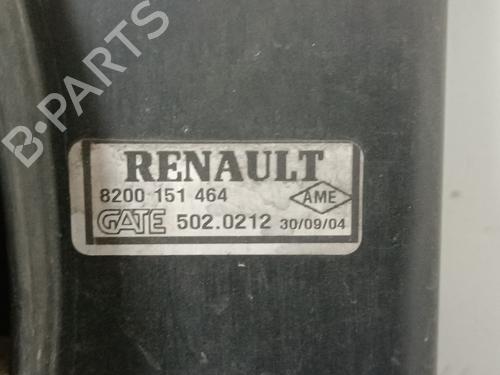 B-PARTS
RENAULT
8200 151 464
AME
GATE 502.0212 30/09/04